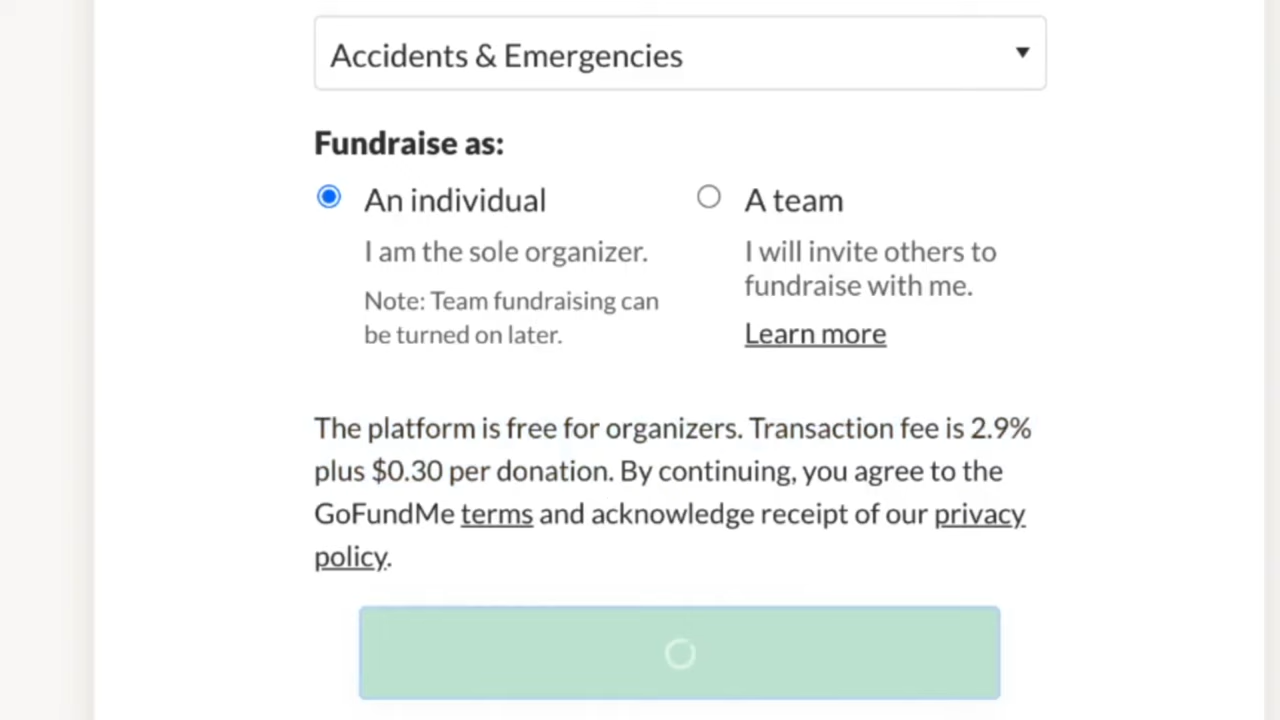 Accidents & Emergencies
Fundraise as:
An individual
I am the sole organizer.
Note: Team fundraising can
be turned on later.
A team
I will invite others to
fundraise with me.
Learn more
The platform is free for organizers. Transaction fee is 2.9%
plus $0.30 per donation. By continuing, you agree to the
GoFundMe terms and acknowledge receipt of our privacy
policy.